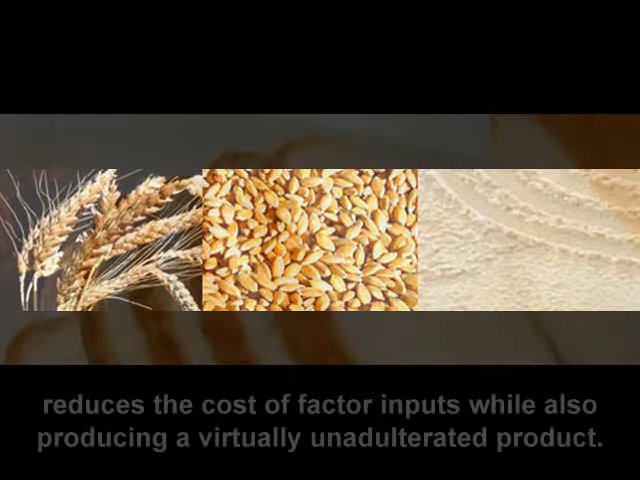 reduces the cost of factor inputs while also
producing a virtually unadulterated product.